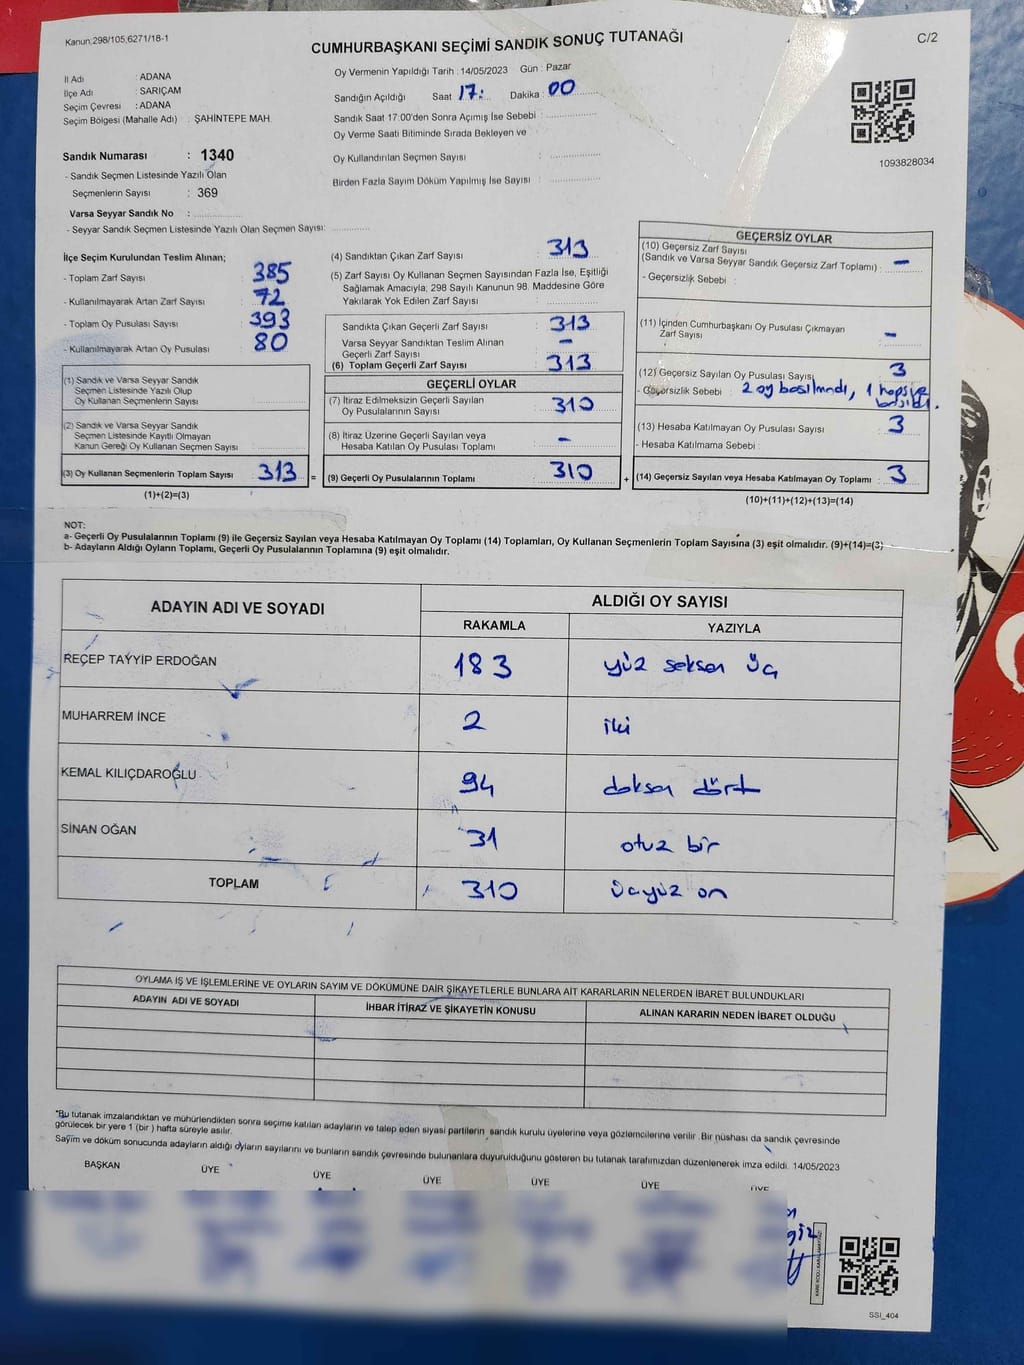 Kanun;298/105;6271/18-1
CUMHURBAŞKANI SEÇİMİ SANDIK SONUÇ TUTANAĞI
C/2
İl Adı : ADANA
İlçe Adı : SARIÇAM
Seçim Çevresi : ADANA
Seçim Bölgesi (Mahalle Adı) : ŞAHİNTEPE MAH.
Sandık Numarası : 1340
- Sandık Seçmen Listesinde Yazılı Olan
Seçmenlerin Sayısı : 369
Varsa Seyyar Sandık No :
- Seyyar Sandık Seçmen Listesinde Yazılı Olan Seçmen Sayısı:
Oy Vermenin Yapıldığı Tarih : 14/05/2023 Gün : Pazar
Sandığın Açıldığı Saat 17: Dakika : 00
Sandık Saat 17:00'den Sonra Açımış İse Sebebi :
Oy Verme Saati Bitiminde Sırada Bekleyen ve
Oy Kullandırılan Seçmen Sayısı :
Birden Fazla Sayım Döküm Yapılmış İse Sayısı :
1093828034
İlçe Seçim Kurulundan Teslim Alınan;
- Toplam Zarf Sayısı : 385
- Kullanılmayarak Artan Zarf Sayısı : 72
- Toplam Oy Pusulası Sayısı : 393
- Kullanılmayarak Artan Oy Pusulası : 80
(1) Sandık ve Varsa Seyyar Sandık
Seçmen Listesinde Yazılı Olup
Oy Kullanan Seçmenlerin Sayısı :
(2) Sandık ve Varsa Seyyar Sandık
Seçmen Listesinde Kayıtlı Olmayan
Kanun Gereği Oy Kullanan Seçmen Sayısı :
(3) Oy Kullanan Seçmenlerin Toplam Sayısı : 313 =
(1)+(2)=(3)
(4) Sandıktan Çıkan Zarf Sayısı : 313
(5) Zarf Sayısı Oy Kullanan Seçmen Sayısından Fazla İse, Eşitliği
Sağlamak Amacıyla; 298 Sayılı Kanunun 98. Maddesine Göre
Yakılarak Yok Edilen Zarf Sayısı :
Sandıkta Çıkan Geçerli Zarf Sayısı : 313
Varsa Seyyar Sandıktan Teslim Alınan
Geçerli Zarf Sayısı : -
(6) Toplam Geçerli Zarf Sayısı : 313
GEÇERLİ OYLAR
(7) İtiraz Edilmeksizin Geçerli Sayılan
Oy Pusulalarının Sayısı : 310
(8) İtiraz Üzerine Geçerli Sayılan veya
Hesaba Katılan Oy Pusulası Toplamı : -
(9) Geçerli Oy Pusulalarının Toplamı : 310 +
GEÇERSİZ OYLAR
(10) Geçersiz Zarf Sayısı
(Sandık ve Varsa Seyyar Sandık Geçersiz Zarf Toplamı) : -
- Geçersizlik Sebebi :
(11) İçinden Cumhurbaşkanı Oy Pusulası Çıkmayan
Zarf Sayısı : -
(12) Geçersiz Sayılan Oy Pusulası Sayısı : 3
- Geçersizlik Sebebi : 2 oy basılmadı, 1 hepsine
basıldı.
(13) Hesaba Katılmayan Oy Pusulası Sayısı : 3
- Hesaba Katılmama Sebebi :
(14) Geçersiz Sayılan veya Hesaba Katılmayan Oy Toplamı : 3
(10)+(11)+(12)+(13)=(14)
NOT:
a- Geçerli Oy Pusulalarının Toplamı (9) ile Geçersiz Sayılan veya Hesaba Katılmayan Oy Toplamı (14) Toplamları, Oy Kullanan Seçmenlerin Toplam Sayısına (3) eşit olmalıdır. (9)+(14)=(3)
b- Adayların Aldığı Oyların Toplamı, Geçerli Oy Pusulalarının Toplamına (9) eşit olmalıdır.
ADAYIN ADI VE SOYADI
ALDIĞI OY SAYISI
RAKAMLA YAZIYLA
REÇEP TAYYİP ERDOĞAN 183 yüz seksen üç
MUHARREM İNCE 2 iki
KEMAL KILIÇDAROĞLU 94 doksan dört
SİNAN OĞAN 31 otuz bir
TOPLAM 310 üçyüz on
OYLAMA İŞ VE İŞLEMLERİNE VE OYLARIN SAYIM VE DÖKÜMÜNE DAİR ŞİKAYETLERLE BUNLARA AİT KARARLARIN NELERDEN İBARET BULUNDUKLARI
ADAYIN ADI VE SOYADI İHBAR İTİRAZ VE ŞİKAYETİN KONUSU ALINAN KARARIN NEDEN İBARET OLDUĞU
*Bu tutanak imzalandıktan ve mühürlendikten sonra seçime katılan adayların ve talep eden siyasi partilerin sandık kurulu üyelerine veya gözlemcilerine verilir. Bir nüshası da sandık çevresinde
görülecek bir yere 1 (bir ) hafta süreyle asılır.
Sayım ve döküm sonucunda adayların aldığı oyların sayılarını ve bunların sandık çevresinde bulunanlara duyurulduğunu gösteren bu tutanak tarafımızdan düzenlenerek imza edildi. 14/05/2023
BAŞKAN ÜYE ÜYE ÜYE ÜYE ÜYE ÜYE
SSI_404